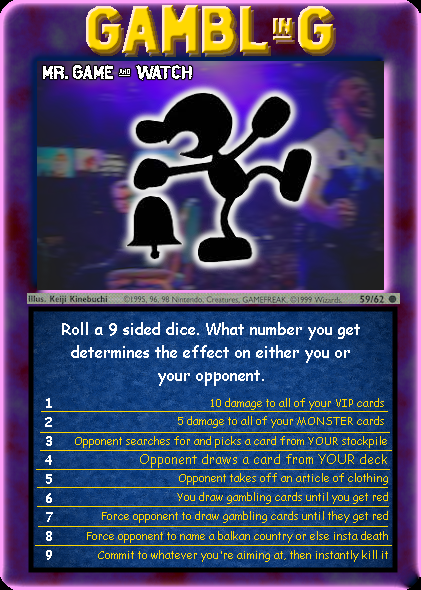 GAMBLING
MR. GAME AND WATCH
Illus. Keiji Kinebuchi ©1995, 96, 98 Nintendo, Creatures, GAMEFREAK. ©1999 Wizards. 59/62
Roll a 9 sided dice. What number you get
determines the effect on either you or
your opponent.
1 10 damage to all of your VIP cards
2 5 damage to all of your MONSTER cards
3 Opponent searches for and picks a card from YOUR stockpile
4 Opponent draws a card from YOUR deck
5 Opponent takes off an article of clothing
6 You draw gambling cards until you get red
7 Force opponent to draw gambling cards until they get red
8 Force opponent to name a balkan country or else insta death
9 Commit to whatever you're aiming at, then instantly kill it